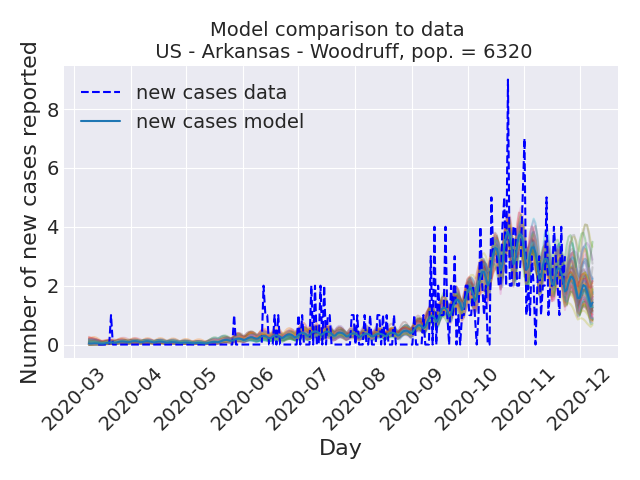 Model comparison to data
US - Arkansas - Woodruff, pop. = 6320
Number of new cases reported
new cases data
new cases model
8
6
4
2
0
2020-03
2020-04
2020-05
2020-06
2020-07
2020-08
2020-09
2020-10
2020-11
2020-12
Day